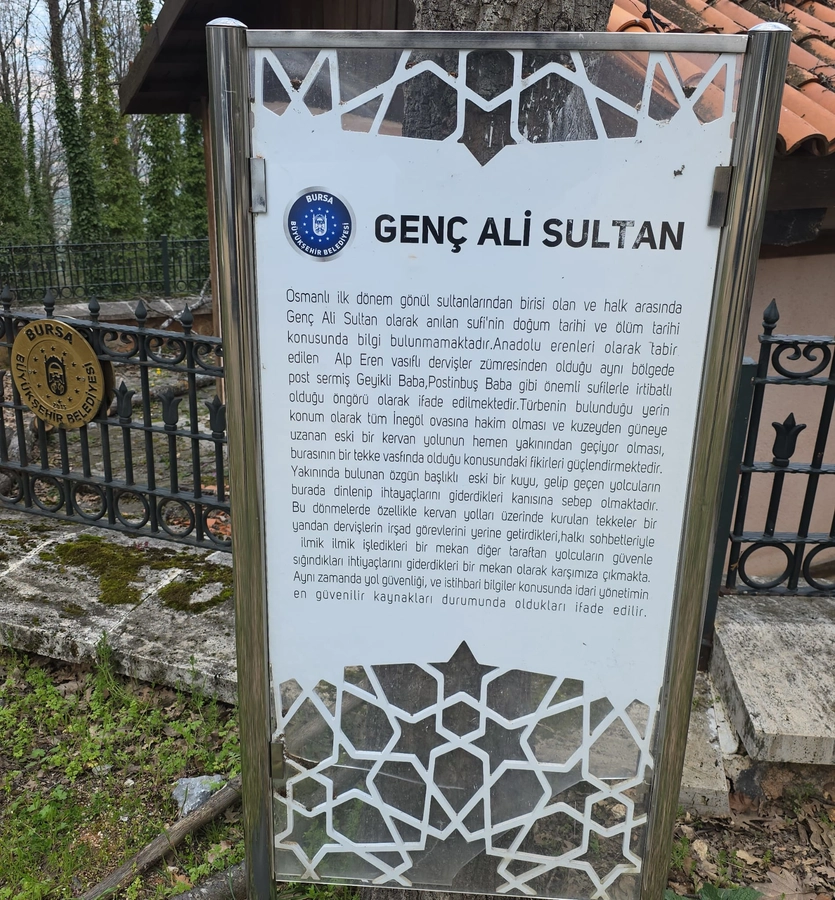 BURSA
BÜYÜKŞEHİR BELEDİYESİ
GENÇ ALİ SULTAN
Osmanlı ilk dönem gönül sultanlarından birisi olan ve halk arasında
Genç Ali Sultan olarak anılan sufi'nin doğum tarihi ve ölüm tarihi
konusunda bilgi bulunmamaktadır.Anadolu erenleri olarak tabir
edilen Alp Eren vasıflı dervişler zümresinden olduğu aynı bölgede
post sermiş Geyikli Baba,Postinbuş Baba gibi önemli sufilerle irtibatlı
olduğu öngörü olarak ifade edilmektedir.Türbenin bulunduğu yerin
konum olarak tüm İnegöl ovasına hakim olması ve kuzeyden güneye
uzanan eski bir kervan yolunun hemen yakınından geçiyor olması,
burasının bir tekke vasfında olduğu konusundaki fikirleri güçlendirmektedir.
Yakınında bulunan özgün başlıklı eski bir kuyu, gelip geçen yolcuların
burada dinlenip ihtayaçlarını giderdikleri kanısına sebep olmaktadır.
Bu dönmelerde özellikle kervan yolları üzerinde kurulan tekkeler bir
yandan dervişlerin irşad görevlerini yerine getirdikleri,halkı sohbetleriyle
ilmik ilmik işledikleri bir mekan diğer taraftan yolcuların güvenle
sığındıkları ihtiyaçlarını giderdikleri bir mekan olarak karşımıza çıkmakta.
Aynı zamanda yol güvenliği, ve istihbari bilgiler konusunda idari yönetimin
en güvenilir kaynakları durumunda oldukları ifade edilir.
BURSA
BÜYÜKŞEHİR BELEDİYESİ